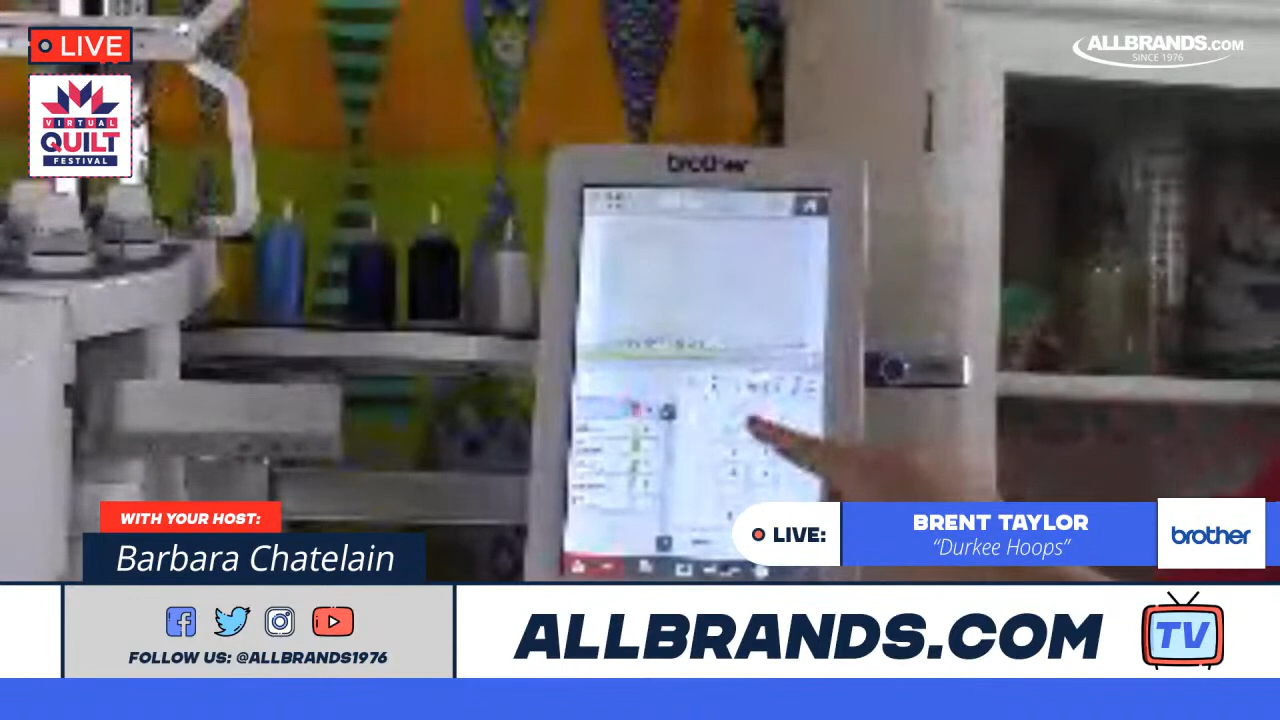 LIVE
ALLBRANDS.COM
SINCE 1976
VIRTUAL
QUILT
FESTIVAL
brother
WITH YOUR HOST:
Barbara Chatelain
LIVE:
BRENT TAYLOR
“Durkee Hoops”
brother
FOLLOW US: @ALLBRANDS1976
ALLBRANDS.COM
TV